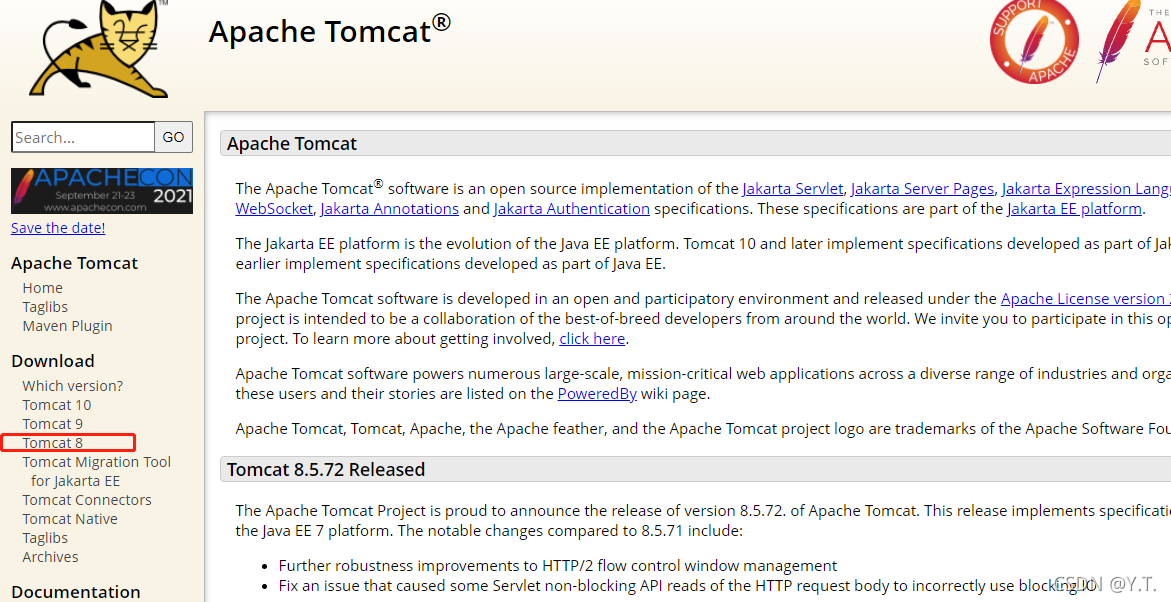 TM
Apache Tomcat®
SUPPORT
APACHE
THE
A
SOF
Search...
GO
APACHECON
September 21-23
2021
www.apachecon.com
Save the date!
Apache Tomcat
Home
Taglibs
Maven Plugin
Download
Which version?
Tomcat 10
Tomcat 9
Tomcat 8
Tomcat Migration Tool
for Jakarta EE
Tomcat Connectors
Tomcat Native
Taglibs
Archives
Documentation
Apache Tomcat
The Apache Tomcat® software is an open source implementation of the Jakarta Servlet, Jakarta Server Pages, Jakarta Expression Langu
WebSocket, Jakarta Annotations and Jakarta Authentication specifications. These specifications are part of the Jakarta EE platform.
The Jakarta EE platform is the evolution of the Java EE platform. Tomcat 10 and later implement specifications developed as part of Jak
earlier implement specifications developed as part of Java EE.
The Apache Tomcat software is developed in an open and participatory environment and released under the Apache License version 2
project is intended to be a collaboration of the best-of-breed developers from around the world. We invite you to participate in this op
project. To learn more about getting involved, click here.
Apache Tomcat software powers numerous large-scale, mission-critical web applications across a diverse range of industries and orga
these users and their stories are listed on the PoweredBy wiki page.
Apache Tomcat, Tomcat, Apache, the Apache feather, and the Apache Tomcat project logo are trademarks of the Apache Software Fou
Tomcat 8.5.72 Released
The Apache Tomcat Project is proud to announce the release of version 8.5.72. of Apache Tomcat. This release implements specificatio
the Java EE 7 platform. The notable changes compared to 8.5.71 include:
• Further robustness improvements to HTTP/2 flow control window management
• Fix an issue that caused some Servlet non-blocking API reads of the HTTP request body to incorrectly use blocking IO
CSDN @Y.T.